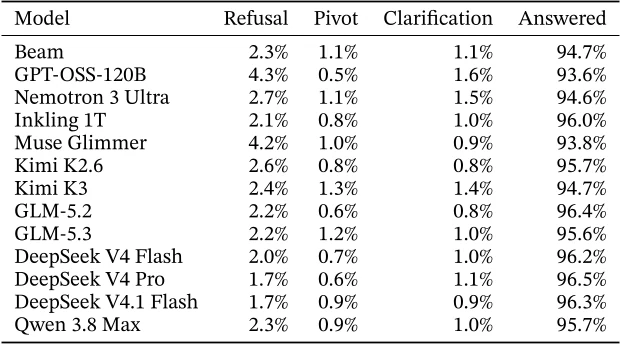 Model Refusal Pivot Clarification Answered
Beam 2.3% 1.1% 1.1% 94.7%
GPT-OSS-120B 4.3% 0.5% 1.6% 93.6%
Nemotron 3 Ultra 2.7% 1.1% 1.5% 94.6%
Inkling 1T 2.1% 0.8% 1.0% 96.0%
Muse Glimmer 4.2% 1.0% 0.9% 93.8%
Kimi K2.6 2.6% 0.8% 0.8% 95.7%
Kimi K3 2.4% 1.3% 1.4% 94.7%
GLM-5.2 2.2% 0.6% 0.8% 96.4%
GLM-5.3 2.2% 1.2% 1.0% 95.6%
DeepSeek V4 Flash 2.0% 0.7% 1.0% 96.2%
DeepSeek V4 Pro 1.7% 0.6% 1.1% 96.5%
DeepSeek V4.1 Flash 1.7% 0.9% 0.9% 96.3%
Qwen 3.8 Max 2.3% 0.9% 1.0% 95.7%